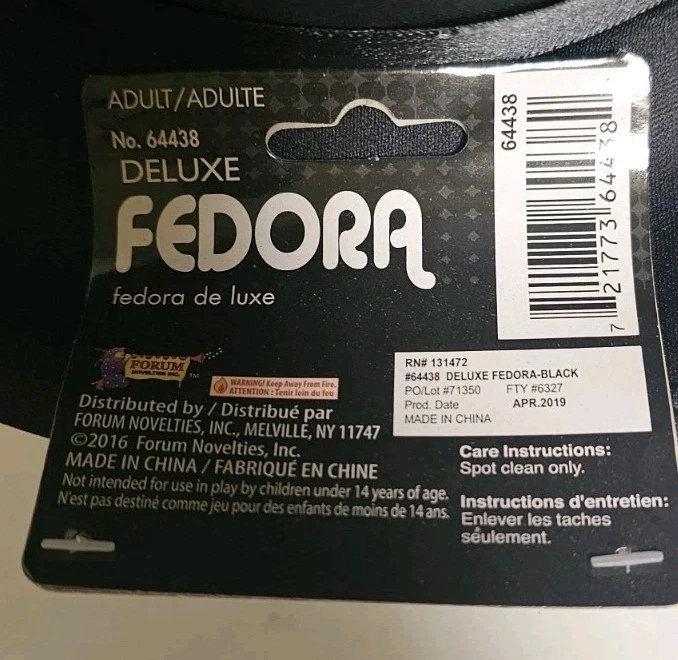 ADULT/ADULTE
No. 64438
DELUXE
FEDORA
fedora de luxe
64438
7 21773 64438
FORUM
NOVELTIES INC.
TM
WARNING! Keep Away From Fire.
ATTENTION : Tenir loin du feu
Distributed by / Distribué par
FORUM NOVELTIES, INC., MELVILLE, NY 11747
©2016 Forum Novelties, Inc.
MADE IN CHINA / FABRIQUÉ EN CHINE
Not intended for use in play by children under 14 years of age.
N'est pas destiné comme jeu pour des enfants de moins de 14 ans.
RN# 131472
#64438 DELUXE FEDORA-BLACK
PO/Lot #71350 FTY #6327
Prod. Date APR.2019
MADE IN CHINA
Care Instructions:
Spot clean only.
Instructions d'entretien:
Enlever les taches
seulement.